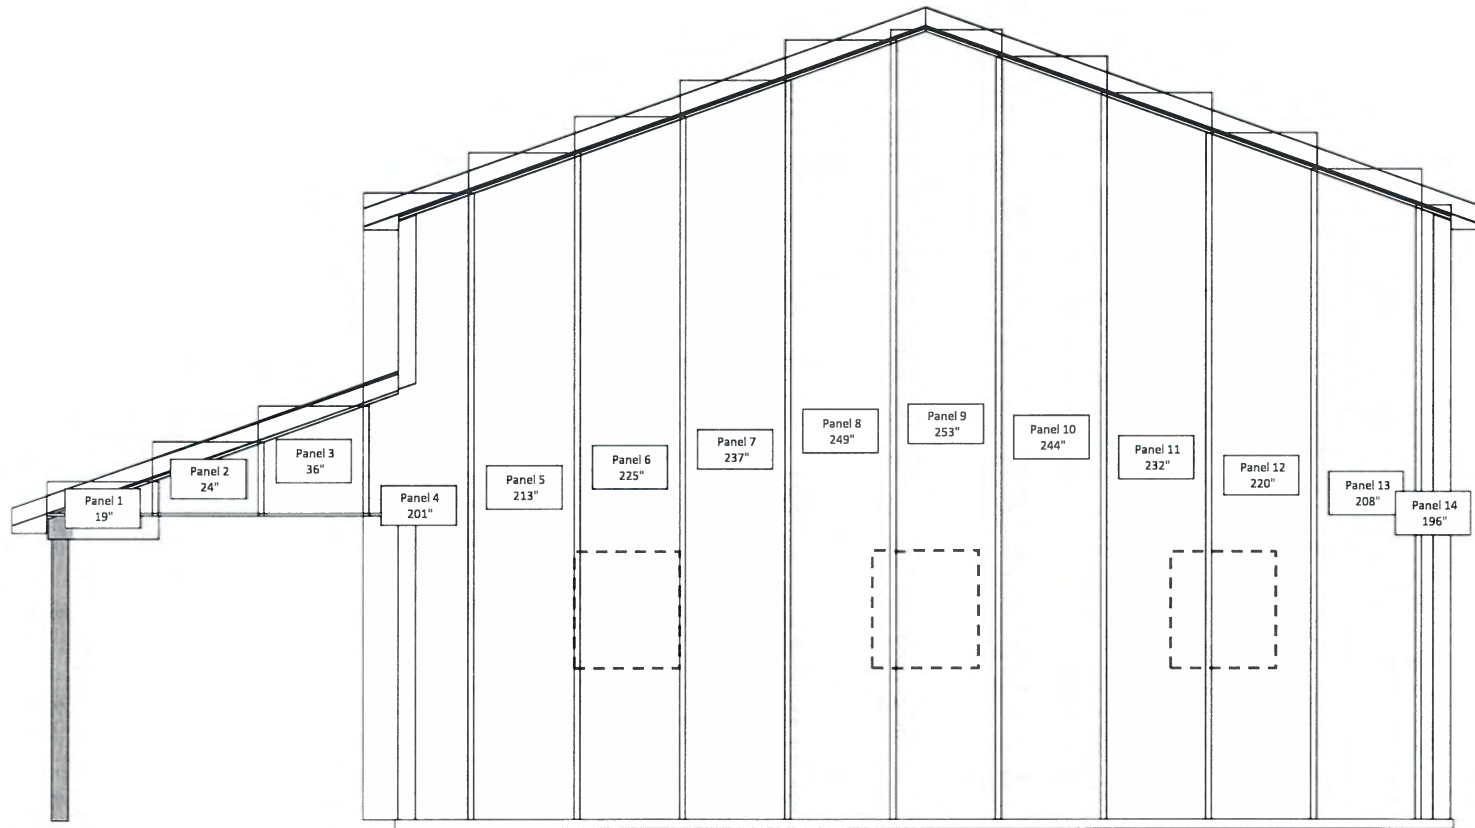 Panel 1
19"
Panel 2
24"
Panel 3
36"
Panel 4
201"
Panel 5
213"
Panel 6
225"
Panel 7
237"
Panel 8
249"
Panel 9
253"
Panel 10
244"
Panel 11
232"
Panel 12
220"
Panel 13
208"
Panel 14
196"